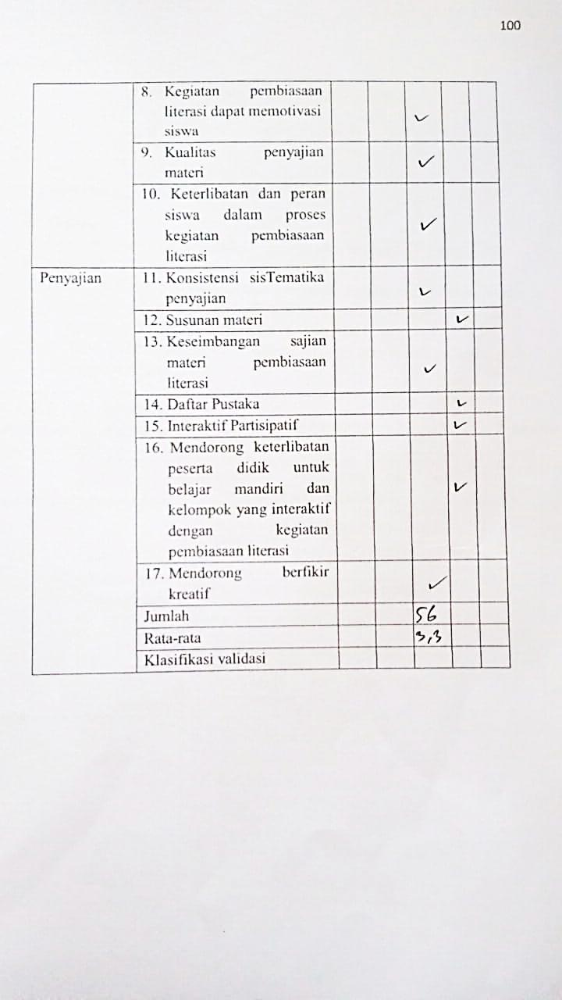 100
8. Kegiatan pembiasaan
literasi dapat memotivasi
siswa
9. Kualitas penyajian
materi
10. Keterlibatan dan peran
siswa dalam proses
kegiatan pembiasaan
literasi
Penyajian
11. Konsistensi sisTematika
penyajian
12. Susunan materi
13. Keseimbangan sajian
materi pembiasaan
literasi
14. Daftar Pustaka
15. Interaktif Partisipatif
16. Mendorong keterlibatan
peserta didik untuk
belajar mandiri dan
kelompok yang interaktif
dengan kegiatan
pembiasaan literasi
17. Mendorong berfikir
kreatif
Jumlah 56
Rata-rata 3,3
Klasifikasi validasi